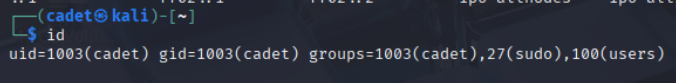 ┌──(cadet㉿kali)-[~]
└─$ id
uid=1003(cadet) gid=1003(cadet) groups=1003(cadet),27(sudo),100(users)